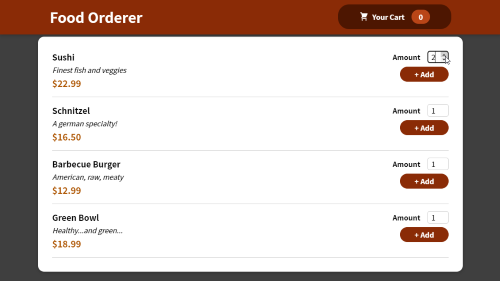 Food Orderer
Your Cart 0
Sushi
Finest fish and veggies
$22.99
Amount 2
+ Add
Schnitzel
A german specialty!
$16.50
Amount 1
+ Add
Barbecue Burger
American, raw, meaty
$12.99
Amount 1
+ Add
Green Bowl
Healthy...and green...
$18.99
Amount 1
+ Add